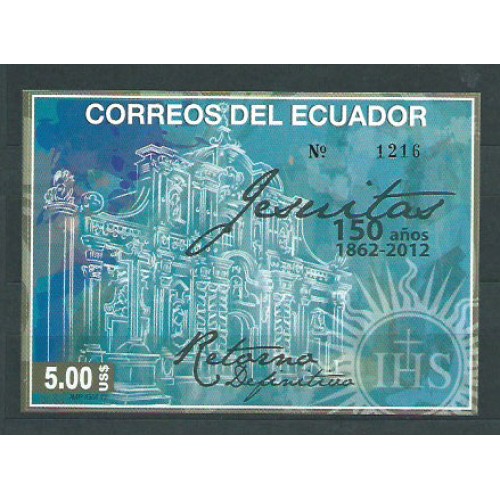 CORREOS DEL ECUADOR
Nº 1216
Jesuitas
150 años
1862-2012
Retorno
Definitivo
IHS
5.00 US$